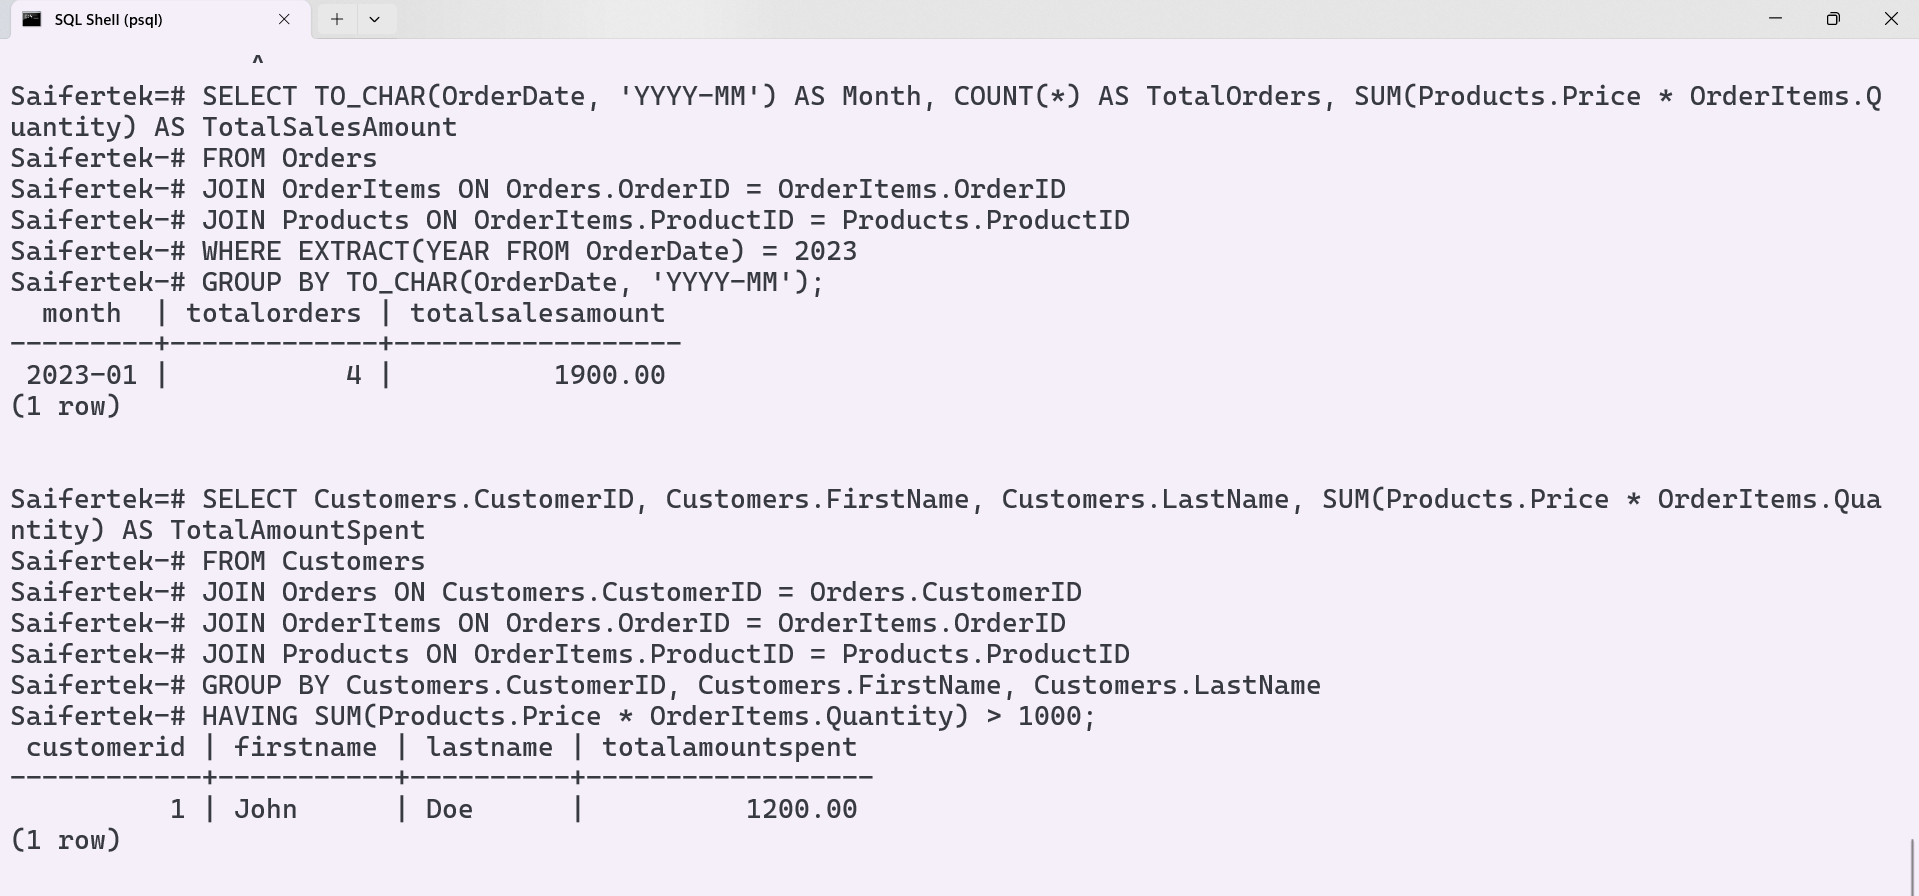 SQL Shell (psql)
^
Saifertek=# SELECT TO_CHAR(OrderDate, 'YYYY-MM') AS Month, COUNT(*) AS TotalOrders, SUM(Products.Price * OrderItems.Q
uantity) AS TotalSalesAmount
Saifertek-# FROM Orders
Saifertek-# JOIN OrderItems ON Orders.OrderID = OrderItems.OrderID
Saifertek-# JOIN Products ON OrderItems.ProductID = Products.ProductID
Saifertek-# WHERE EXTRACT(YEAR FROM OrderDate) = 2023
Saifertek-# GROUP BY TO_CHAR(OrderDate, 'YYYY-MM');
  month  | totalorders | totalsalesamount
---------+-------------+------------------
 2023-01 |           4 |          1900.00
(1 row)
Saifertek=# SELECT Customers.CustomerID, Customers.FirstName, Customers.LastName, SUM(Products.Price * OrderItems.Qua
ntity) AS TotalAmountSpent
Saifertek-# FROM Customers
Saifertek-# JOIN Orders ON Customers.CustomerID = Orders.CustomerID
Saifertek-# JOIN OrderItems ON Orders.OrderID = OrderItems.OrderID
Saifertek-# JOIN Products ON OrderItems.ProductID = Products.ProductID
Saifertek-# GROUP BY Customers.CustomerID, Customers.FirstName, Customers.LastName
Saifertek-# HAVING SUM(Products.Price * OrderItems.Quantity) > 1000;
 customerid | firstname | lastname | totalamountspent
------------+-----------+----------+------------------
          1 | John      | Doe      |          1200.00
(1 row)